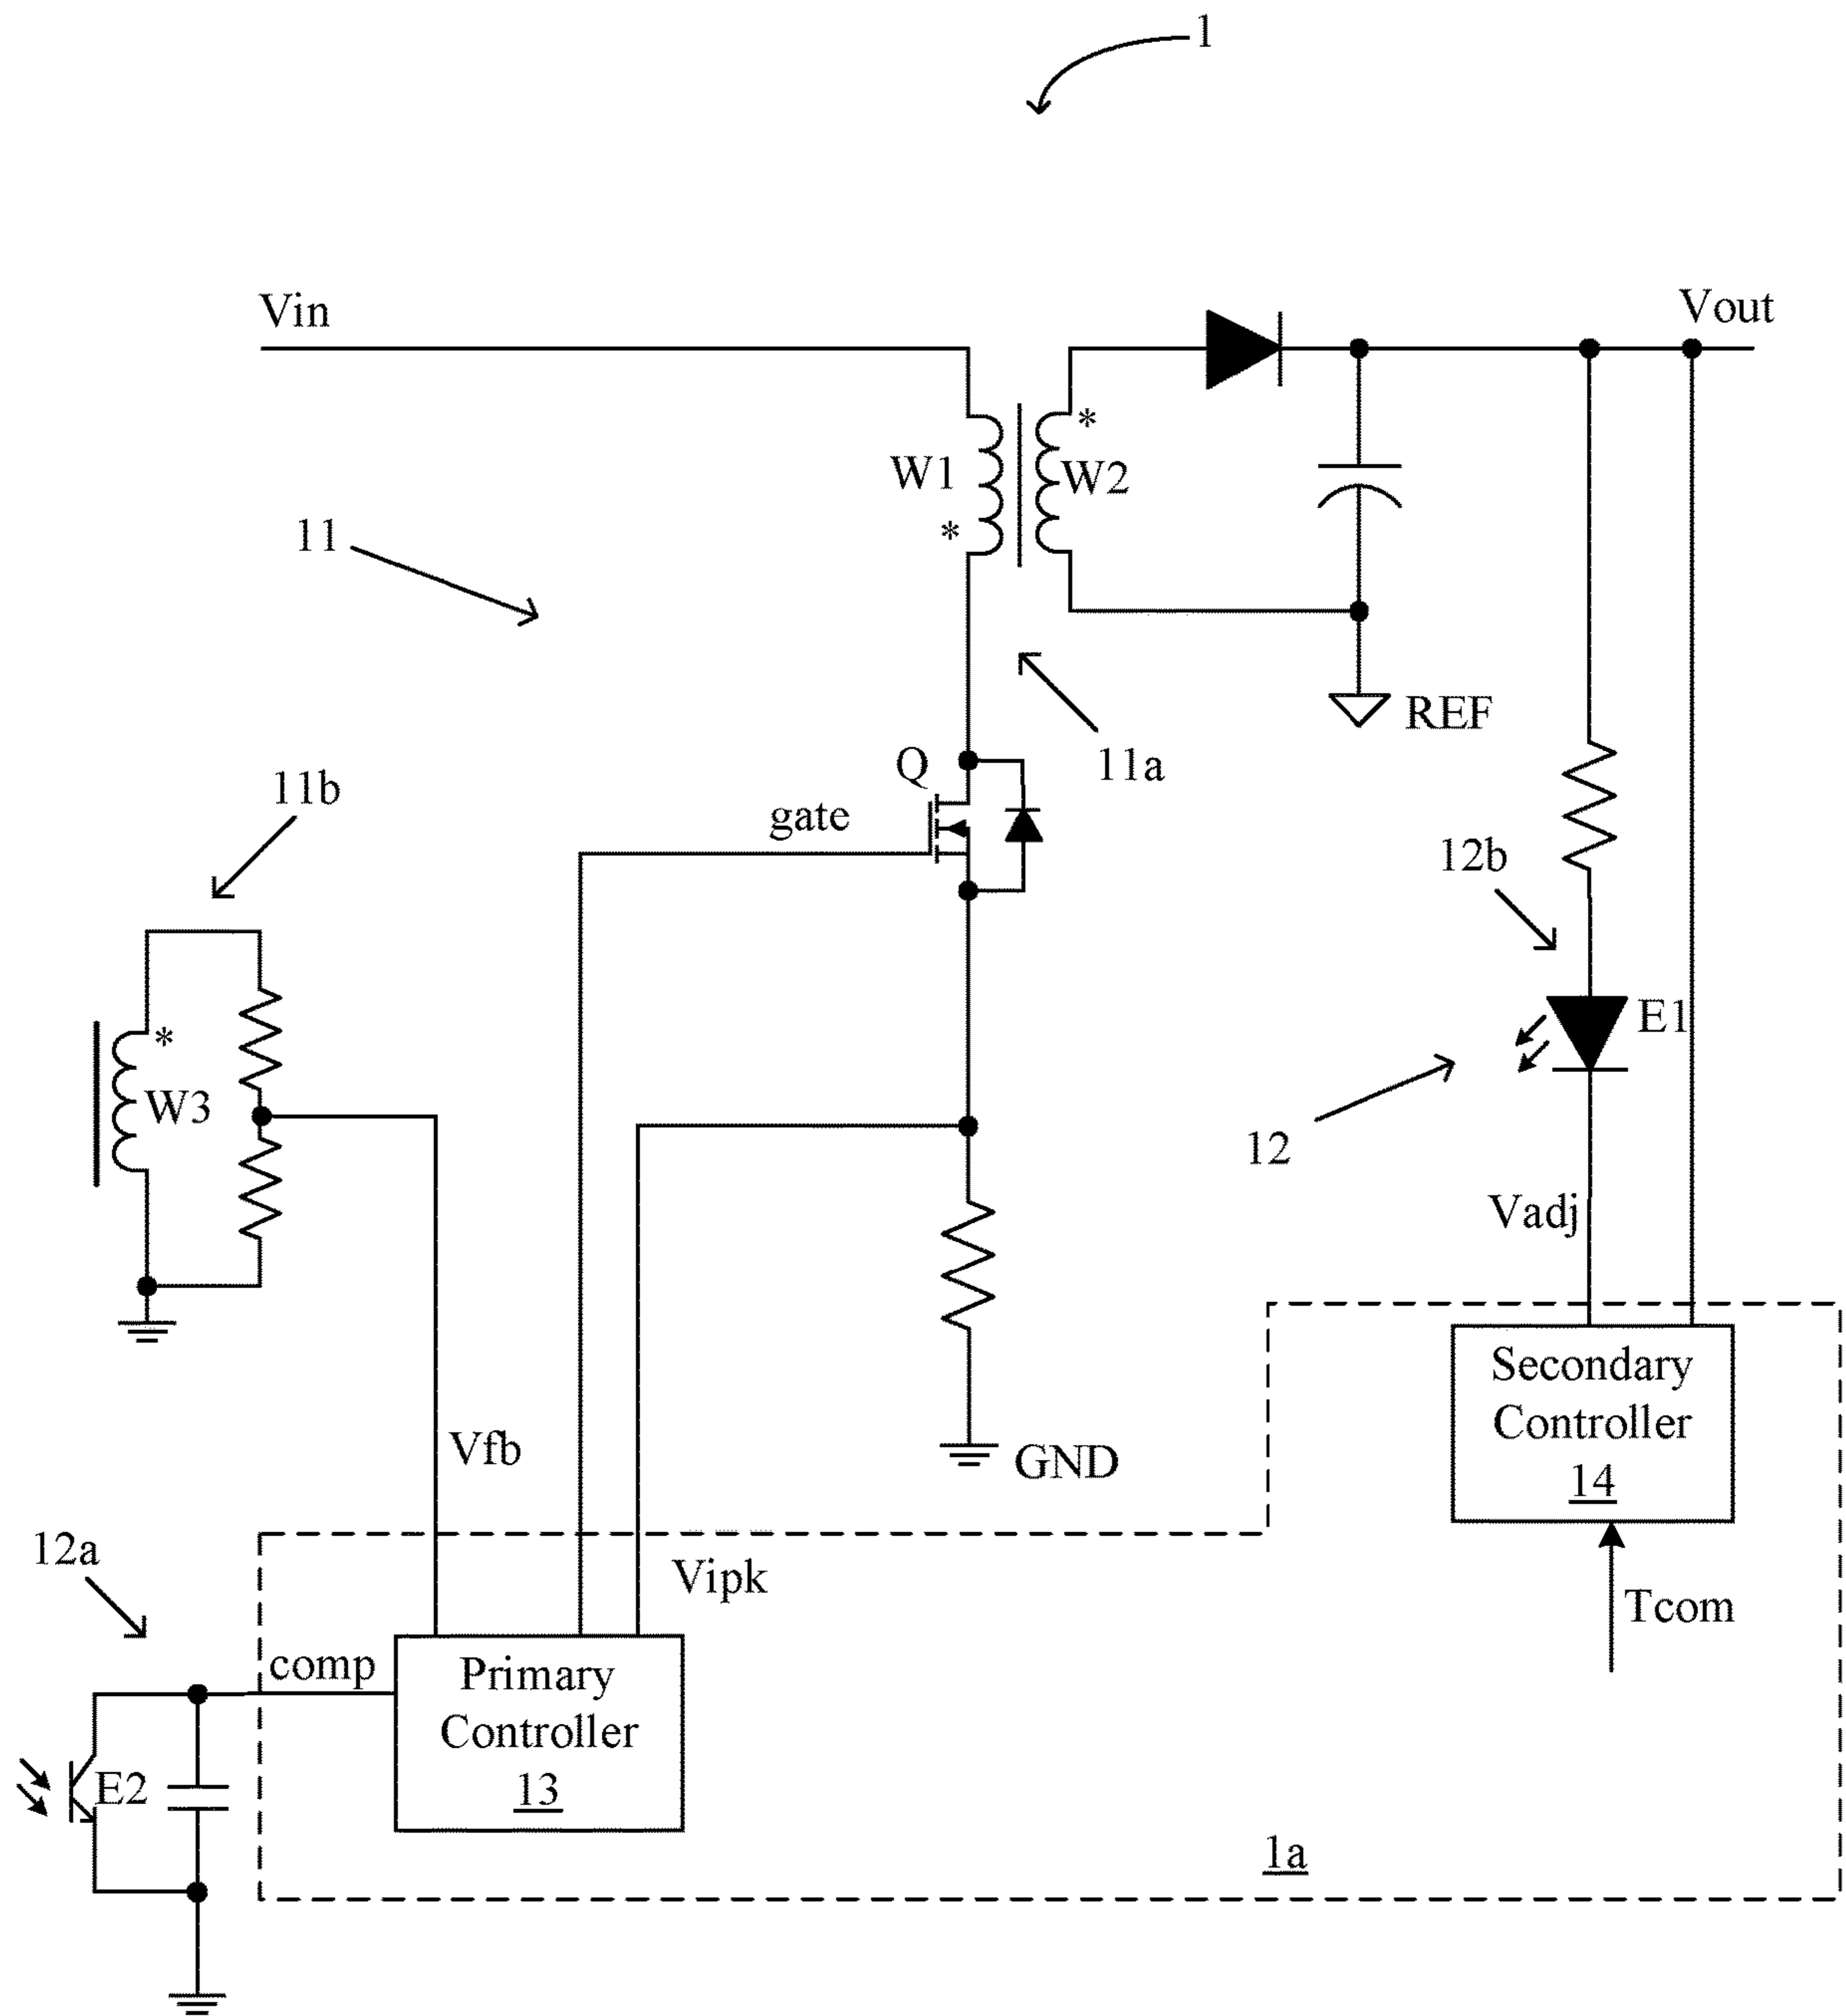 1
Vin
Vout
*
W1
W2
*
11
REF
11a
Q
11b
gate
12b
E1
*
W3
12
Vadj
Secondary
Controller
14
Vfb
GND
12a
Vipk
Tcom
comp
Primary
Controller
13
E2
1a